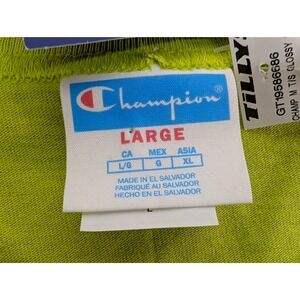 Champion
LARGE
CA MEX ASIA
L/G G XL
MADE IN EL SALVADOR
FABRIQUÉ AU SALVADOR
HECHO EN EL SALVADOR
TILLY'S
GT19586686
CHAMP M T/S GLOSSY